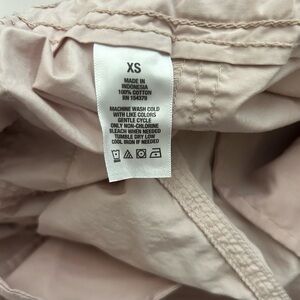 XS
MADE IN
INDONESIA
100% COTTON
RN 154379
MACHINE WASH COLD
WITH LIKE COLORS
GENTLE CYCLE
ONLY NON-CHLORINE
BLEACH WHEN NEEDED
TUMBLE DRY LOW
COOL IRON IF NEEDED